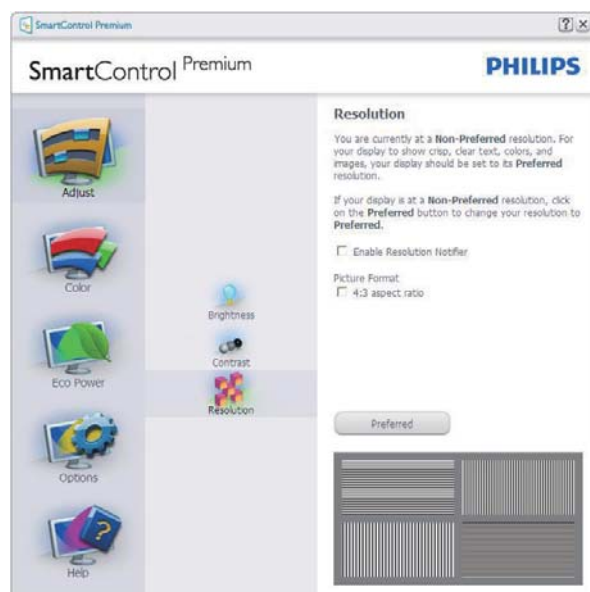 SmartControl Premium
SmartControl Premium
PHILIPS
Adjust
Color
Eco Power
Options
Help
Brightness
Contrast
Resolution
Resolution
You are currently at a Non-Preferred resolution. For
your display to show crisp, clear text, colors, and
images, your display should be set to its Preferred
resolution.
If your display is at a Non-Preferred resolution, click
on the Preferred button to change your resolution to
Preferred.
Enable Resolution Notifier
Picture Format
4:3 aspect ratio
Preferred